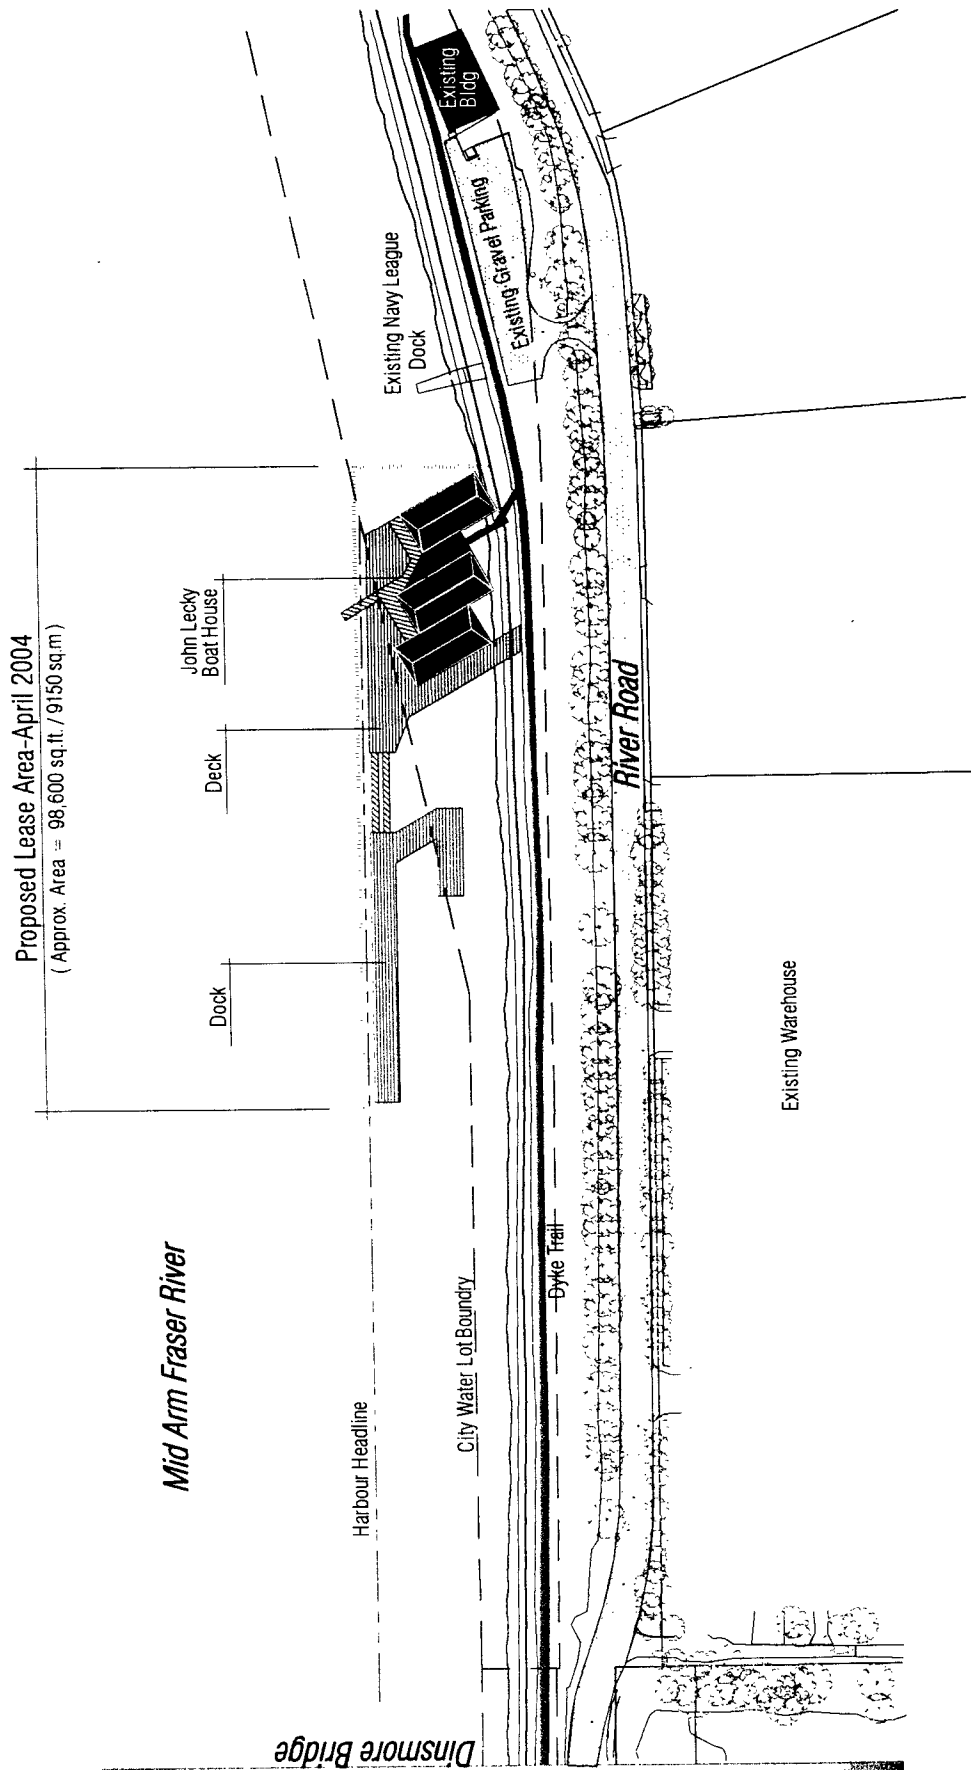 Proposed Lease Area-April 2004
( Approx. Area = 98,600 sq.ft. / 9150 sq.m )
Dock
Deck
John Lecky
Boat House
Existing Navy League
Dock
Existing
Bldg
Existing Gravel Parking
Mid Arm Fraser River
Harbour Headline
City Water Lot Boundry
Dyke Trail
River Road
Existing Warehouse
Dinsmore Bridge